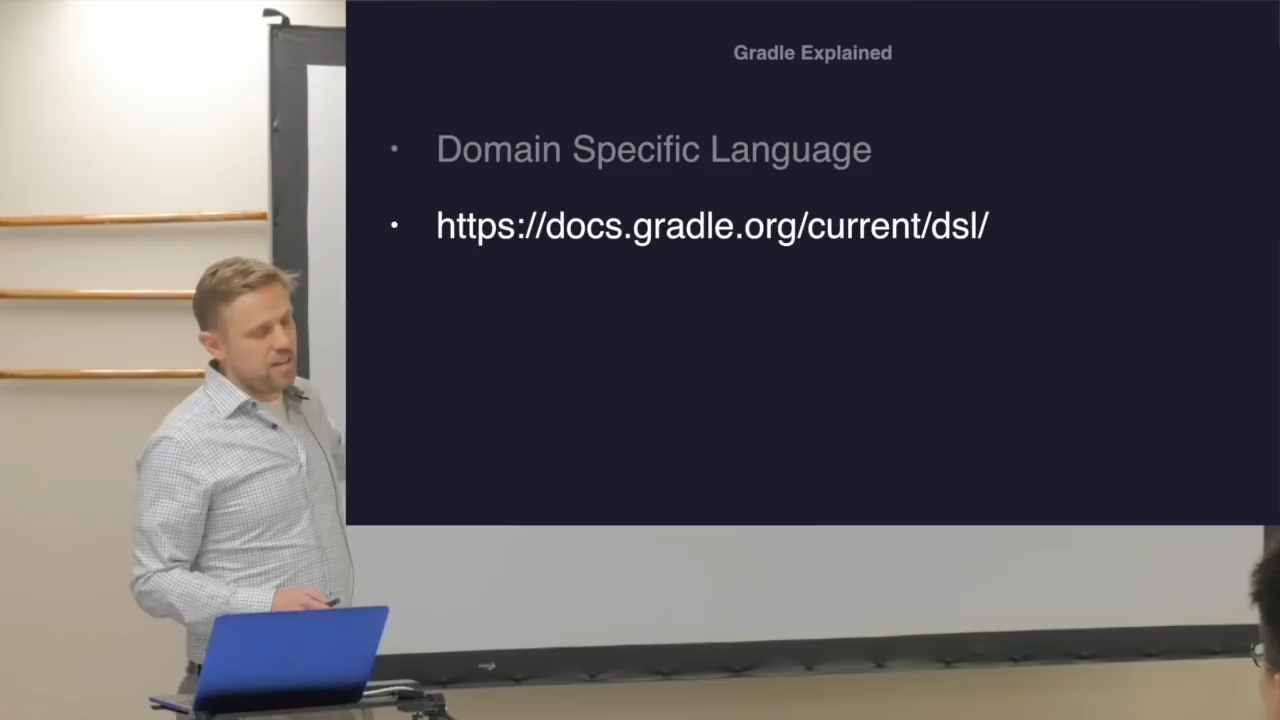 Gradle Explained
• Domain Specific Language
• https://docs.gradle.org/current/dsl/